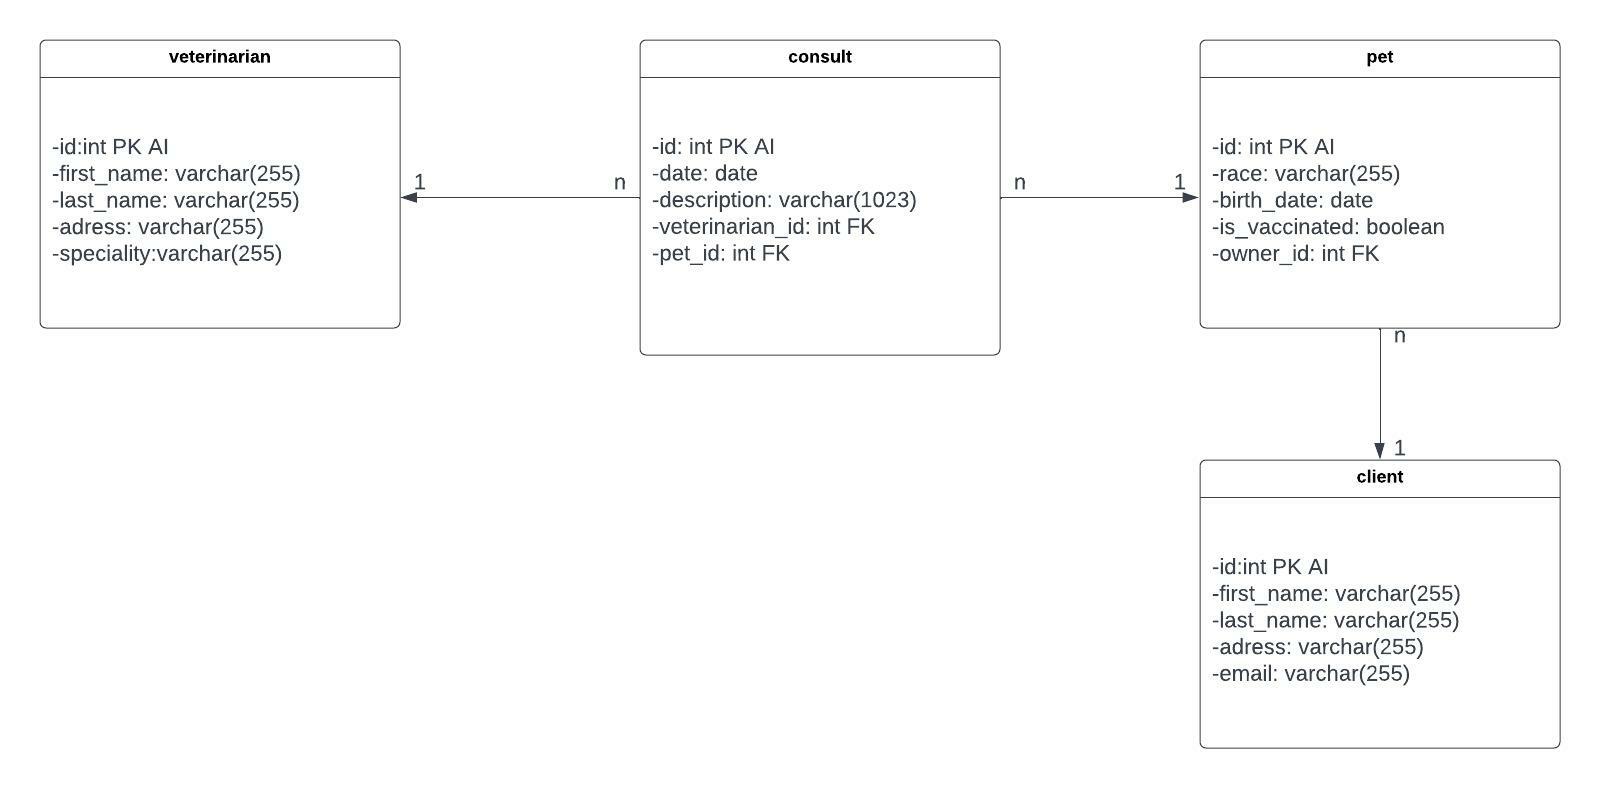 veterinarian
-id:int PK AI
-first_name: varchar(255)
-last_name: varchar(255)
-adress: varchar(255)
-speciality:varchar(255)
1
n
consult
-id: int PK AI
-date: date
-description: varchar(1023)
-veterinarian_id: int FK
-pet_id: int FK
n
1
pet
-id: int PK AI
-race: varchar(255)
-birth_date: date
-is_vaccinated: boolean
-owner_id: int FK
n
1
client
-id:int PK AI
-first_name: varchar(255)
-last_name: varchar(255)
-adress: varchar(255)
-email: varchar(255)